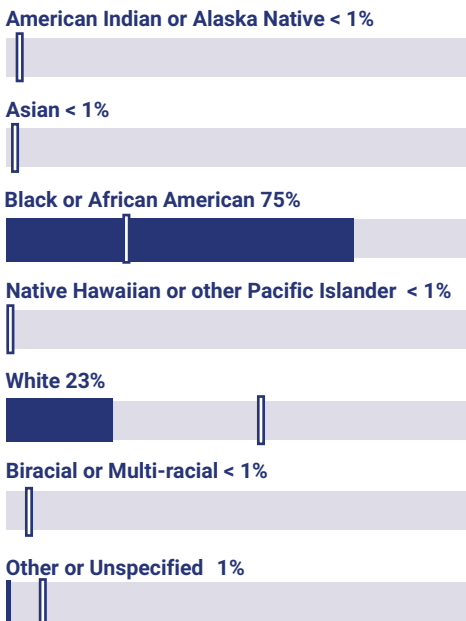 American Indian or Alaska Native < 1%
Asian < 1%
Black or African American 75%
Native Hawaiian or other Pacific Islander < 1%
White 23%
Biracial or Multi-racial < 1%
Other or Unspecified 1%